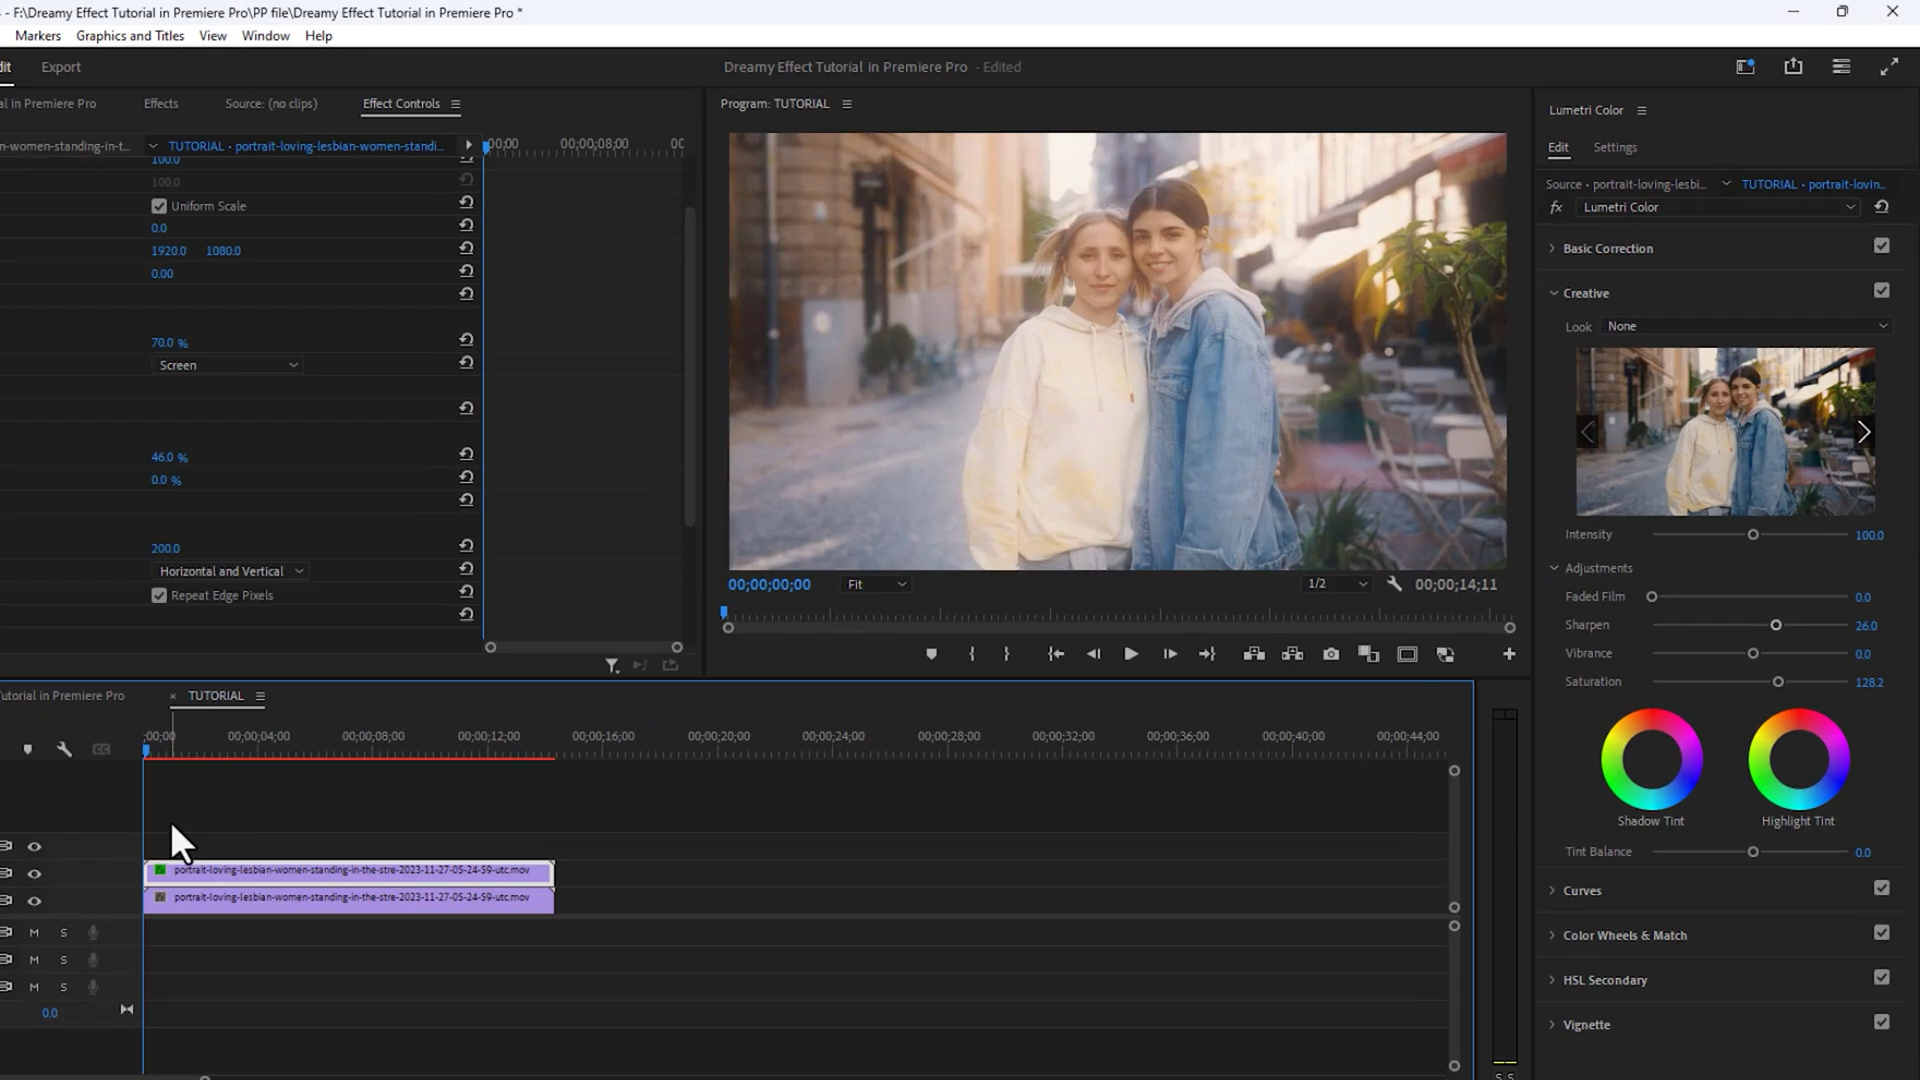 - F:\Dreamy Effect Tutorial in Premiere Pro\PP file\Dreamy Effect Tutorial in Premiere Pro *
Markers Graphics and Titles View Window Help
dit Export Dreamy Effect Tutorial in Premiere Pro - Edited
al in Premiere Pro Effects Source: (no clips) Effect Controls
n-women-standing-in-t... TUTORIAL • portrait-loving-lesbian-women-standi...
;00;00 00;00;08;00 00
100.0
100.0
Uniform Scale
0.0
1920.0 1080.0
0.00
70.0 %
Screen
46.0 %
0.0 %
200.0
Horizontal and Vertical
Repeat Edge Pixels
Program: TUTORIAL
00;00;00;00 Fit 1/2 00;00;14;11
Lumetri Color
Edit Settings
Source • portrait-loving-lesbi... TUTORIAL • portrait-lovin...
fx Lumetri Color
Basic Correction
Creative
Look None
Intensity 100.0
Adjustments
Faded Film 0.0
Sharpen 26.0
Vibrance 0.0
Saturation 128.2
Shadow Tint Highlight Tint
Tint Balance 0.0
Curves
Color Wheels & Match
HSL Secondary
Vignette
utorial in Premiere Pro × TUTORIAL
;00;00 00;00;04;00 00;00;08;00 00;00;12;00 00;00;16;00 00;00;20;00 00;00;24;00 00;00;28;00 00;00;32;00 00;00;36;00 00;00;40;00 00;00;44;00
portrait-loving-lesbian-women-standing-in-the-stre-2023-11-27-05-24-59-utc.mov
portrait-loving-lesbian-women-standing-in-the-stre-2023-11-27-05-24-59-utc.mov
M S
M S
M S
0.0
S S